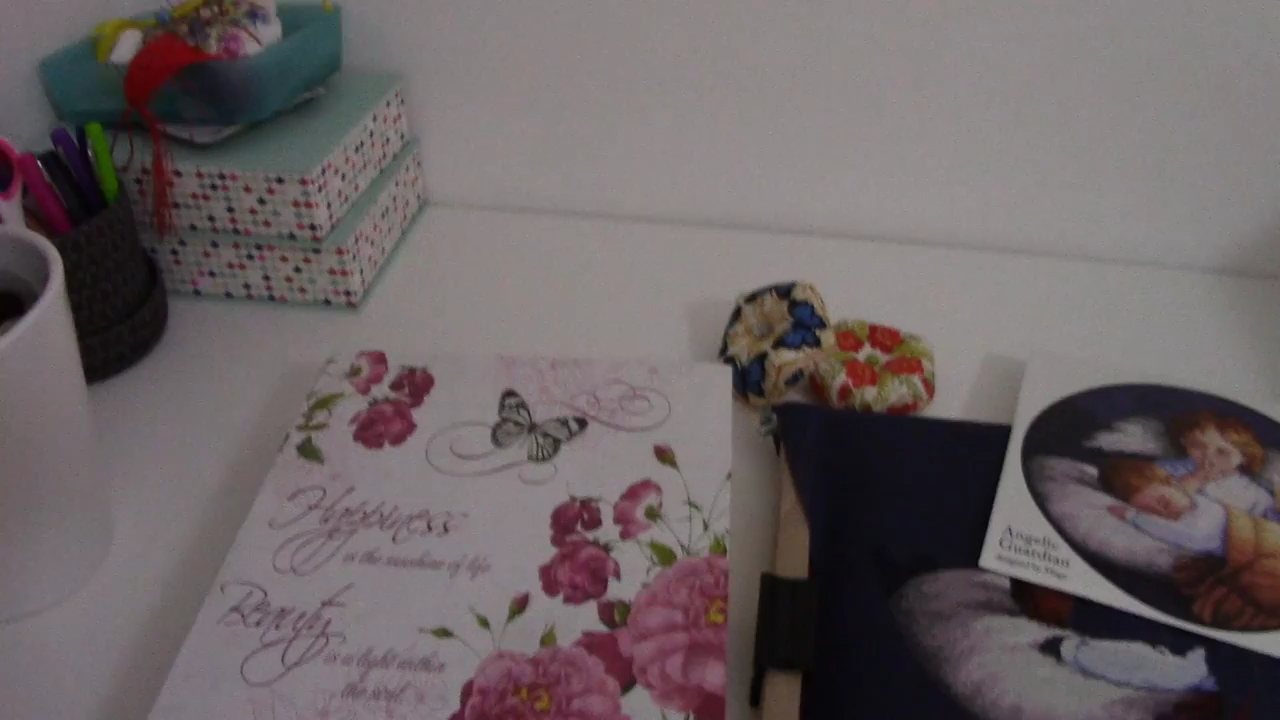 Happiness
is the sunshine of life
Beauty
is a light within
the soul
Angelic
Guardian